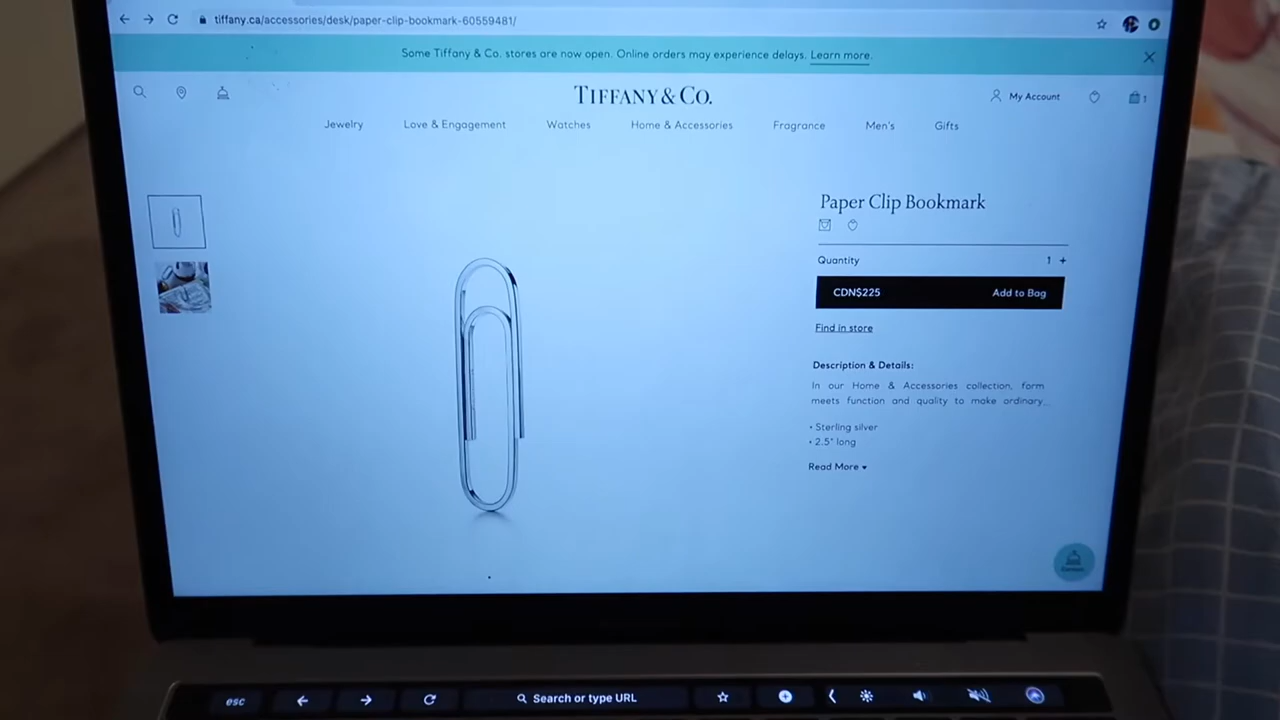 tiffany.ca/accessories/desk/paper-clip-bookmark-60559481/
Some Tiffany & Co. stores are now open. Online orders may experience delays. Learn more.
TIFFANY & CO.
My Account
1
Jewelry Love & Engagement Watches Home & Accessories Fragrance Men's Gifts
Paper Clip Bookmark
Quantity 1 +
CDN$225 Add to Bag
Find in store
Description & Details:
In our Home & Accessories collection, form
meets function and quality to make ordinary...
• Sterling silver
• 2.5" long
Read More
esc
Search or type URL